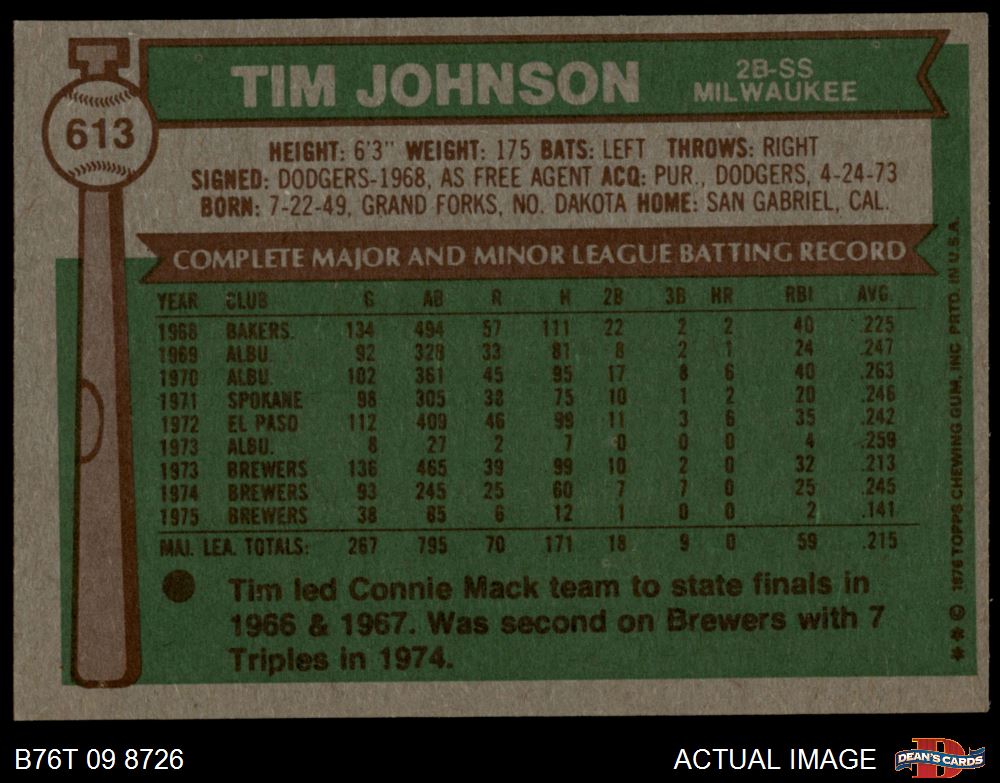 613
TIM JOHNSON
2B-SS
MILWAUKEE
HEIGHT: 6'3" WEIGHT: 175 BATS: LEFT THROWS: RIGHT
SIGNED: DODGERS-1968, AS FREE AGENT ACQ: PUR., DODGERS, 4-24-73
BORN: 7-22-49, GRAND FORKS, NO. DAKOTA HOME: SAN GABRIEL, CAL.
COMPLETE MAJOR AND MINOR LEAGUE BATTING RECORD
YEAR CLUB G AB R H 2B 3B HR RBI AVG.
1968 BAKERS. 134 494 57 111 22 2 2 40 .225
1969 ALBU. 92 328 33 81 8 2 1 24 .247
1970 ALBU. 102 361 45 95 17 8 6 40 .263
1971 SPOKANE 98 305 38 75 10 1 2 20 .246
1972 EL PASO 112 409 46 99 11 3 6 35 .242
1973 ALBU. 8 27 2 7 0 0 0 4 .259
1973 BREWERS 136 465 39 99 10 2 0 32 .213
1974 BREWERS 93 245 25 60 7 7 0 25 .245
1975 BREWERS 38 85 6 12 1 0 0 2 .141
MAJ. LEA. TOTALS: 267 795 70 171 18 9 0 59 .215
Tim led Connie Mack team to state finals in
1966 & 1967. Was second on Brewers with 7
Triples in 1974.
** © 1976 TOPPS CHEWING GUM, INC. PRTD. IN U.S.A.
B76T 09 8726
ACTUAL IMAGE
DEAN'S CARDS